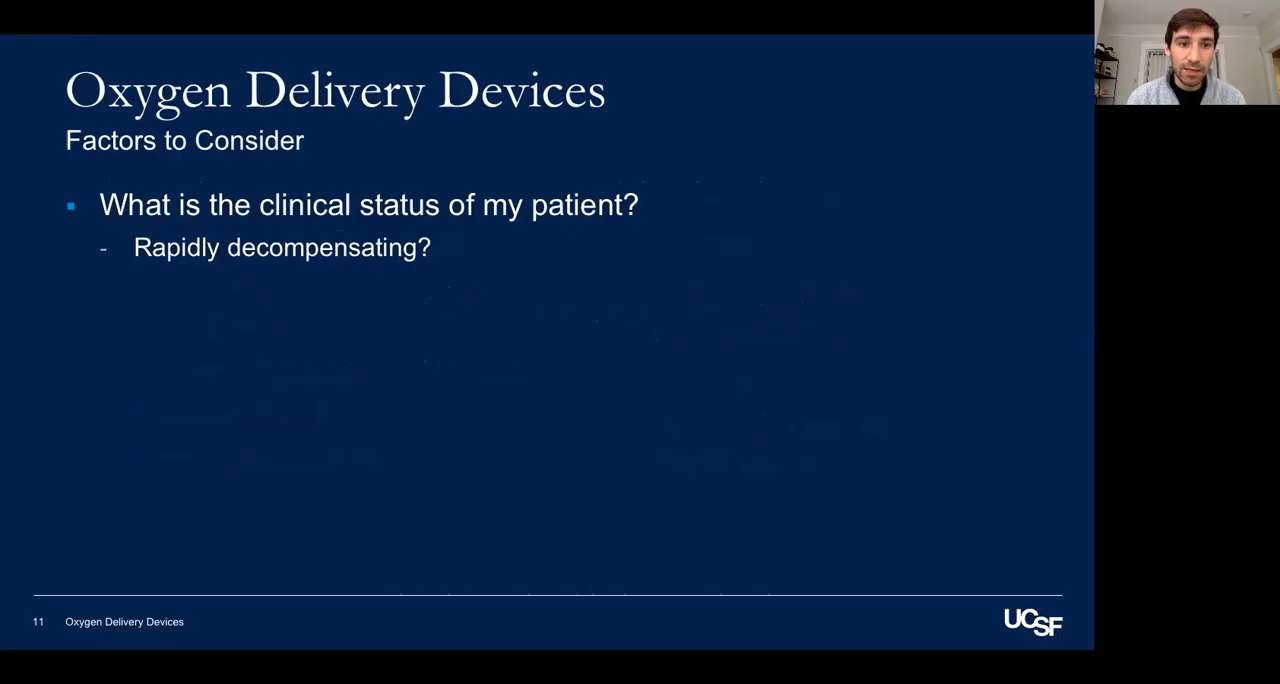 Oxygen Delivery Devices
Factors to Consider
▪ What is the clinical status of my patient?
- Rapidly decompensating?
11 Oxygen Delivery Devices
UCSF